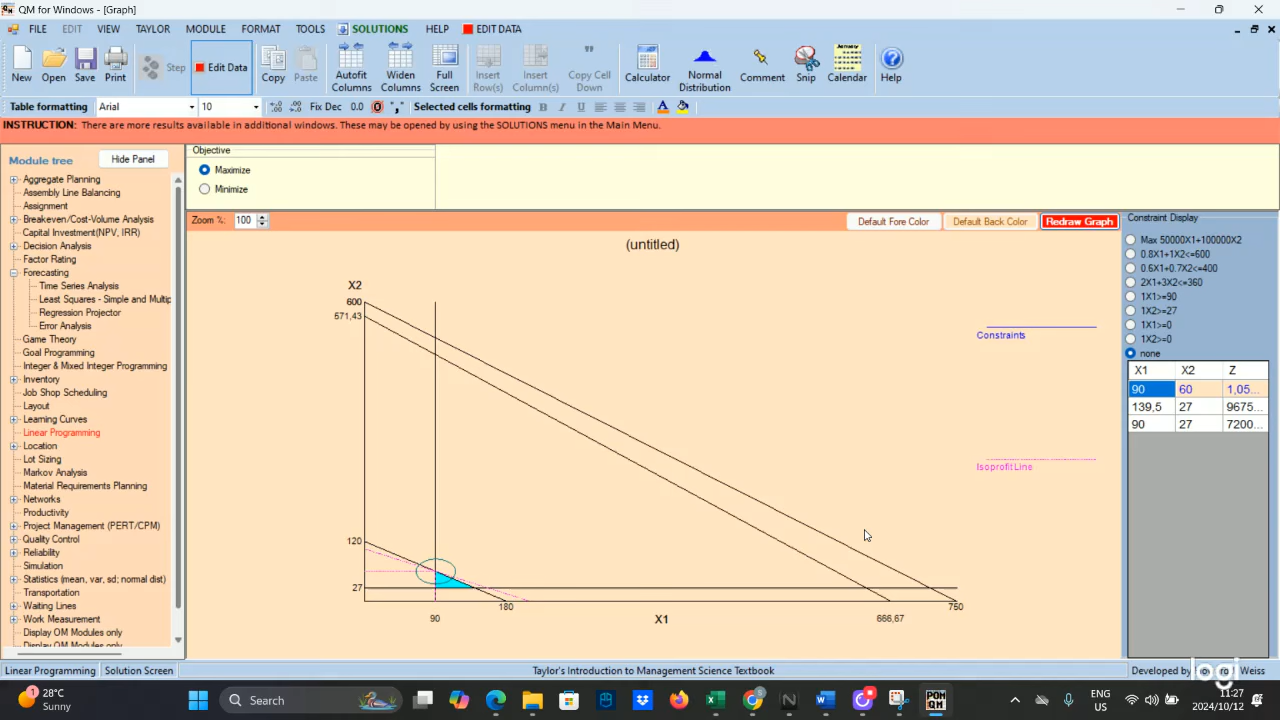 QM for Windows - [Graph]
FILE EDIT VIEW TAYLOR MODULE FORMAT TOOLS SOLUTIONS HELP EDIT DATA
New Open Save Print Step Edit Data Copy Paste Autofit Columns Widen Columns Full Screen Insert Row(s) Insert Column(s) Copy Cell Down Calculator Normal Distribution Comment Snip Calendar Help
Table formatting Arial 10 Fix Dec 0.0 Selected cells formatting B I U
INSTRUCTION: There are more results available in additional windows. These may be opened by using the SOLUTIONS menu in the Main Menu.
Module tree Hide Panel
Aggregate Planning
Assembly Line Balancing
Assignment
Breakeven/Cost-Volume Analysis
Capital Investment(NPV, IRR)
Decision Analysis
Factor Rating
Forecasting
Time Series Analysis
Least Squares - Simple and Multip
Regression Projector
Error Analysis
Game Theory
Goal Programming
Integer & Mixed Integer Programming
Inventory
Job Shop Scheduling
Layout
Learning Curves
Linear Programming
Location
Lot Sizing
Markov Analysis
Material Requirements Planning
Networks
Productivity
Project Management (PERT/CPM)
Quality Control
Reliability
Simulation
Statistics (mean, var, sd; normal dist)
Transportation
Waiting Lines
Work Measurement
Display OM Modules only
Objective
Maximize
Minimize
Zoom %: 100
Default Fore Color Default Back Color Redraw Graph
(untitled)
X2
600
571,43
120
27
90
180
X1
666,67
750
Constraints
Isoprofit Line
Constraint Display
Max 50000X1+100000X2
0.8X1+1X2<=600
0.6X1+0.7X2<=400
2X1+3X2<=360
1X1>=90
1X2>=27
1X1>=0
1X2>=0
none
X1 X2 Z
90 60 1,05...
139,5 27 9675...
90 27 7200...
Linear Programming Solution Screen Taylor's Introduction to Management Science Textbook Developed by Weiss
logi
28°C
Sunny
Search
ENG
US
11:27
2024/10/12